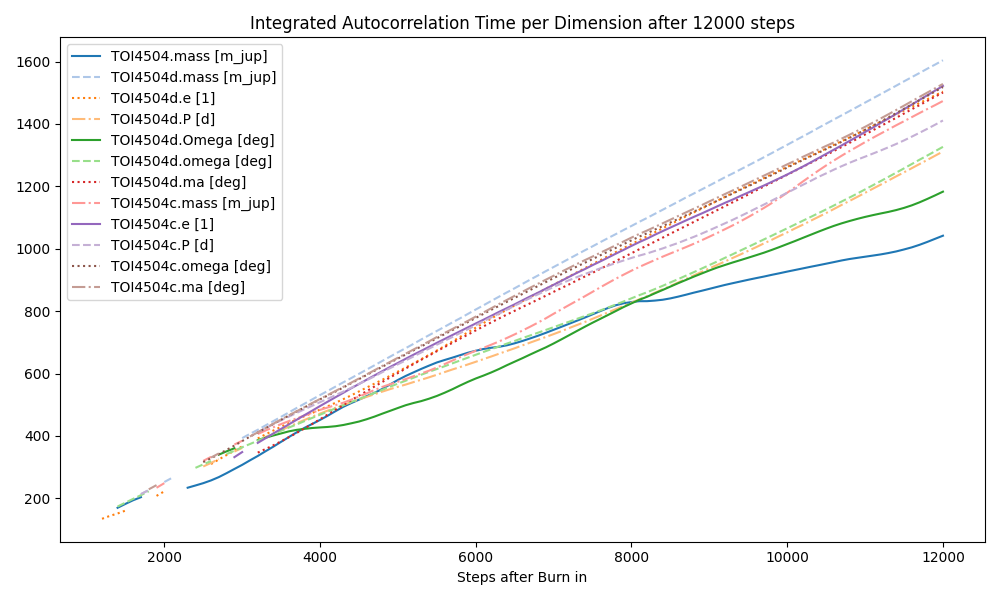 Integrated Autocorrelation Time per Dimension after 12000 steps
TOI4504.mass [m_jup]
TOI4504d.mass [m_jup]
TOI4504d.e [1]
TOI4504d.P [d]
TOI4504d.Omega [deg]
TOI4504d.omega [deg]
TOI4504d.ma [deg]
TOI4504c.mass [m_jup]
TOI4504c.e [1]
TOI4504c.P [d]
TOI4504c.omega [deg]
TOI4504c.ma [deg]
1600
1400
1200
1000
800
600
400
200
2000 4000 6000 8000 10000 12000
Steps after Burn in